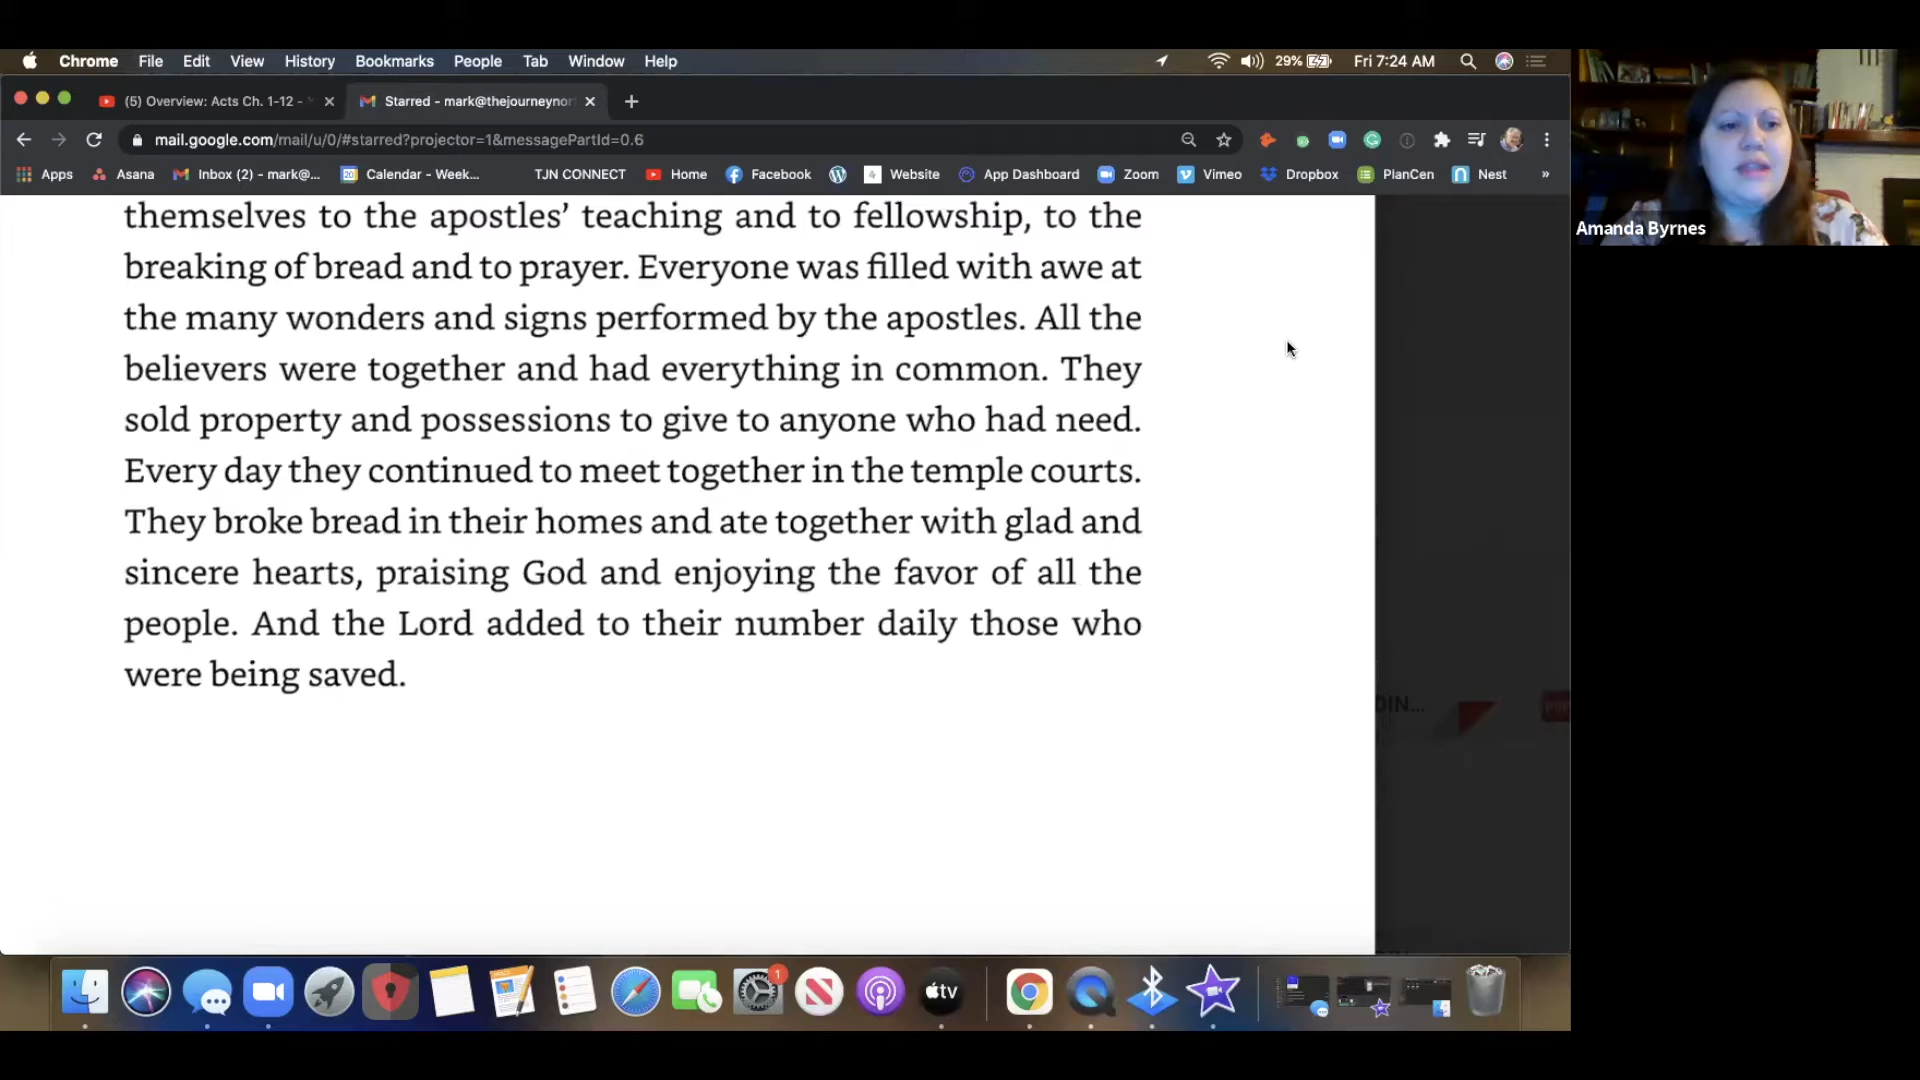 Chrome File Edit View History Bookmarks People Tab Window Help 29% Fri 7:24 AM
(5) Overview: Acts Ch. 1-12 - Starred - mark@thejourneynor
mail.google.com/mail/u/0/#starred?projector=1&messagePartId=0.6
Apps Asana Inbox (2) - mark@... Calendar - Week... TJN CONNECT Home Facebook Website App Dashboard Zoom Vimeo Dropbox PlanCen Nest »
themselves to the apostles’ teaching and to fellowship, to the
breaking of bread and to prayer. Everyone was filled with awe at
the many wonders and signs performed by the apostles. All the
believers were together and had everything in common. They
sold property and possessions to give to anyone who had need.
Every day they continued to meet together in the temple courts.
They broke bread in their homes and ate together with glad and
sincere hearts, praising God and enjoying the favor of all the
people. And the Lord added to their number daily those who
were being saved.
DIN...
Amanda Byrnes
1
tv